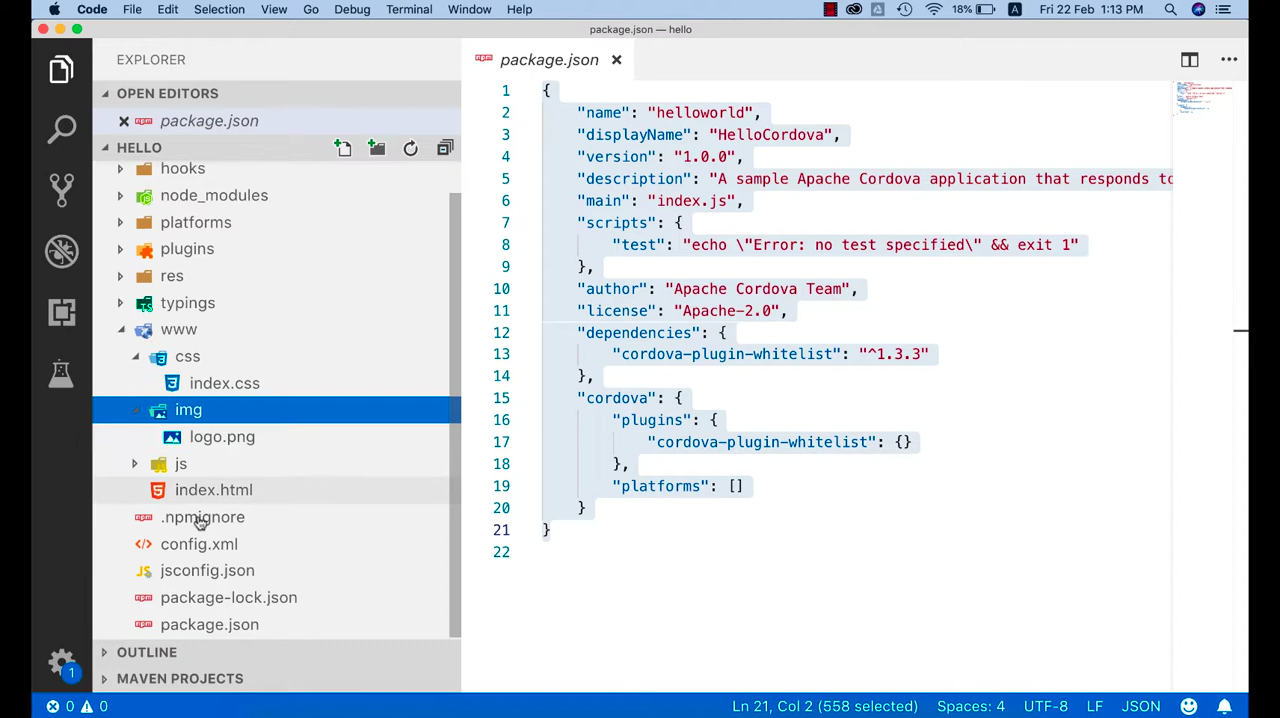 Code File Edit Selection View Go Debug Terminal Window Help 18% A Fri 22 Feb 1:13 PM
package.json — hello
EXPLORER
OPEN EDITORS
package.json
HELLO
hooks
node_modules
platforms
plugins
res
typings
www
css
index.css
img
logo.png
js
index.html
.npmignore
config.xml
jsconfig.json
package-lock.json
package.json
OUTLINE
MAVEN PROJECTS
1
package.json
1 {
2 "name": "helloworld",
3 "displayName": "HelloCordova",
4 "version": "1.0.0",
5 "description": "A sample Apache Cordova application that responds to
6 "main": "index.js",
7 "scripts": {
8 "test": "echo \"Error: no test specified\" && exit 1"
9 },
10 "author": "Apache Cordova Team",
11 "license": "Apache-2.0",
12 "dependencies": {
13 "cordova-plugin-whitelist": "^1.3.3"
14 },
15 "cordova": {
16 "plugins": {
17 "cordova-plugin-whitelist": {}
18 },
19 "platforms": []
20 }
21 }
22
0 0 Ln 21, Col 2 (558 selected) Spaces: 4 UTF-8 LF JSON